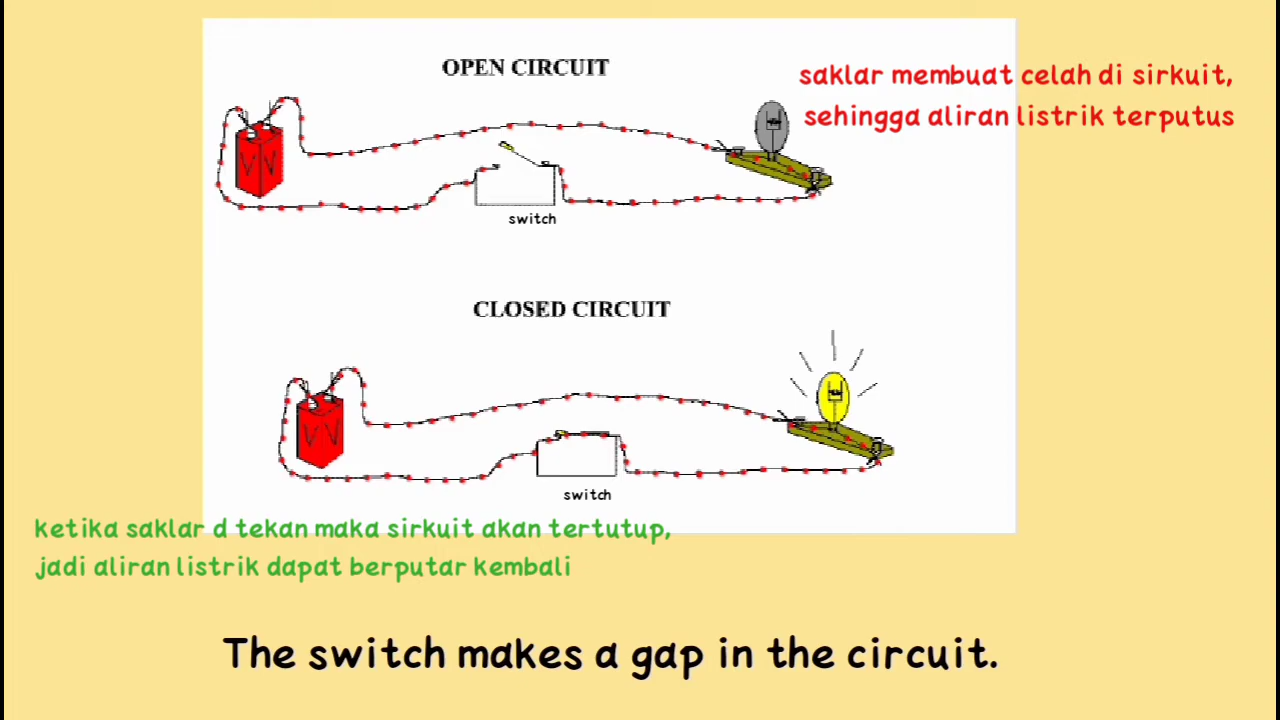 OPEN CIRCUIT
saklar membuat celah di sirkuit,
sehingga aliran listrik terputus
switch
CLOSED CIRCUIT
switch
ketika saklar d tekan maka sirkuit akan tertutup,
jadi aliran listrik dapat berputar kembali
The switch makes a gap in the circuit.